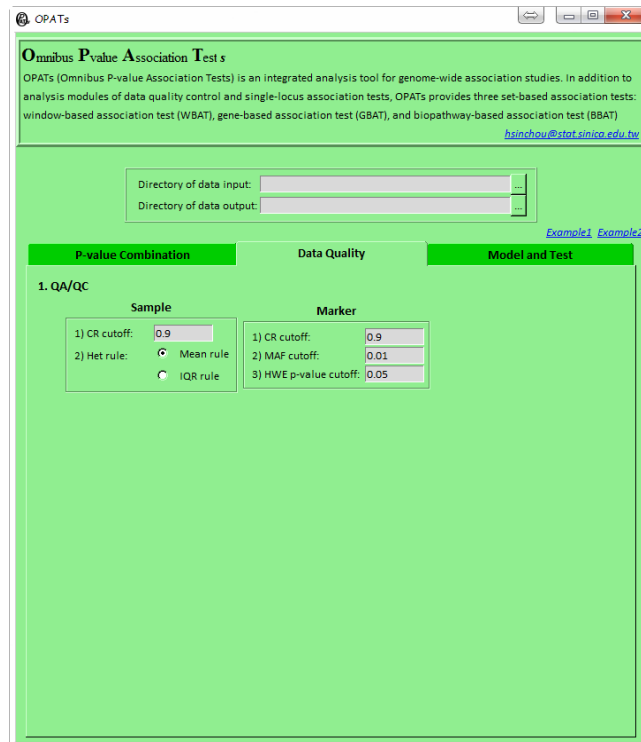 OPATs
Omnibus Pvalue Association Test s
OPATs (Omnibus P-value Association Tests) is an integrated analysis tool for genome-wide association studies. In addition to
analysis modules of data quality control and single-locus association tests, OPATs provides three set-based association tests:
window-based association test (WBAT), gene-based association test (GBAT), and biopathway-based association test (BBAT)
hsinchou@stat.sinica.edu.tw
Directory of data input: ...
Directory of data output: ...
Example1 Example2
P-value Combination Data Quality Model and Test
1. QA/QC
Sample Marker
1) CR cutoff: 0.9
2) Het rule: Mean rule
IQR rule
1) CR cutoff: 0.9
2) MAF cutoff: 0.01
3) HWE p-value cutoff: 0.05